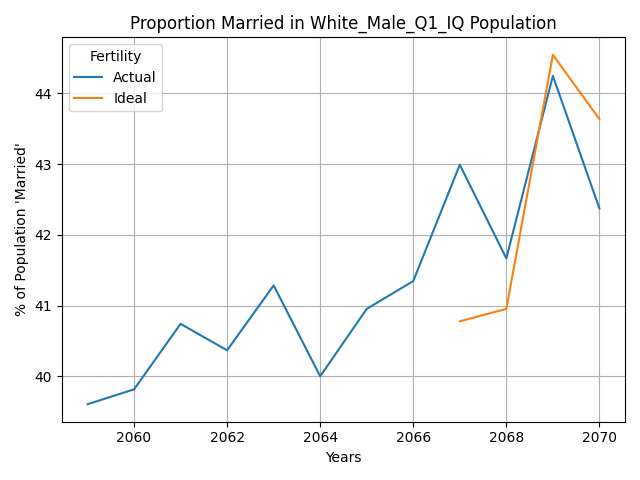 Proportion Married in White_Male_Q1_IQ Population
Fertility
Actual
Ideal
% of Population 'Married'
44
43
42
41
40
2060 2062 2064 2066 2068 2070
Years